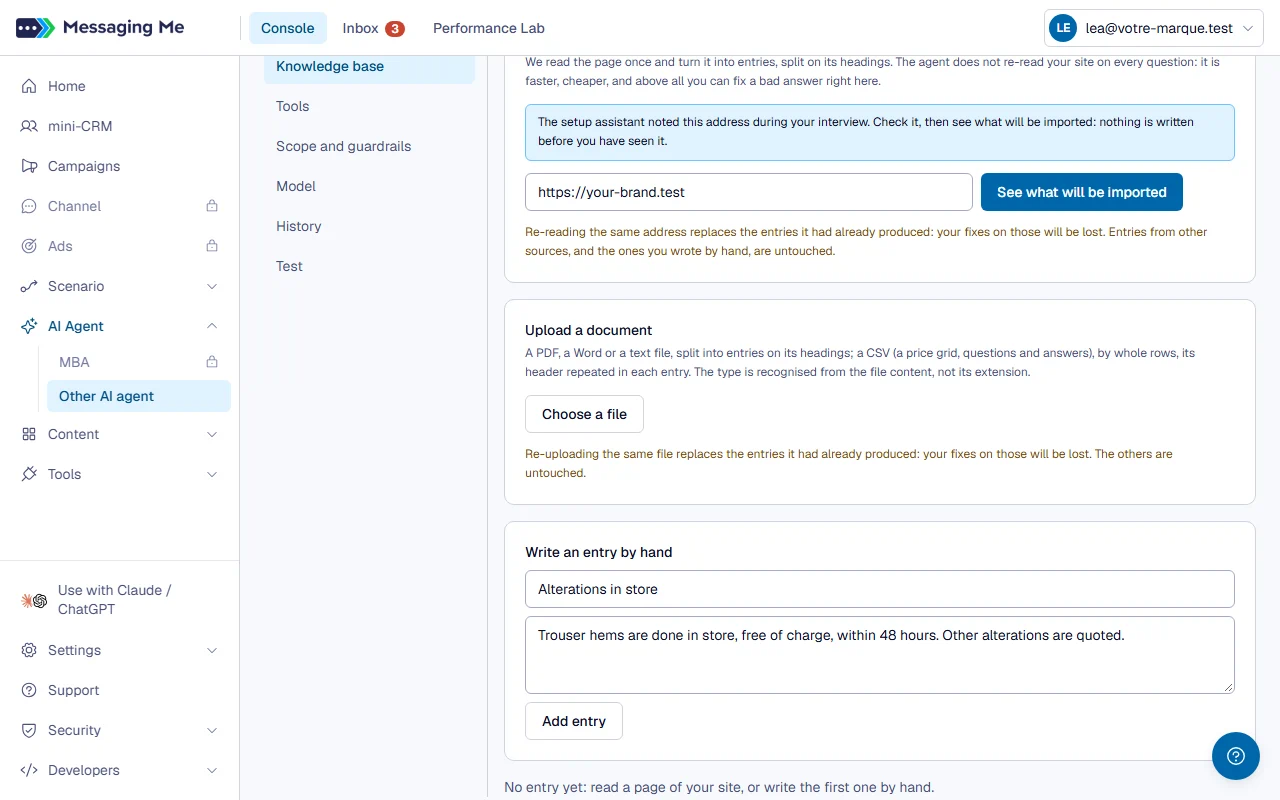 Messaging Me
Console
Inbox 3
Performance Lab
LE lea@votre-marque.test
Home
mini-CRM
Campaigns
Channel
Ads
Scenario
AI Agent
MBA
Other AI agent
Content
Tools
Use with Claude /
ChatGPT
Settings
Support
Security
Developers
Knowledge base
Tools
Scope and guardrails
Model
History
Test
We read the page once and turn it into entries, split on its headings. The agent does not re-read your site on every question: it is
faster, cheaper, and above all you can fix a bad answer right here.
The setup assistant noted this address during your interview. Check it, then see what will be imported: nothing is written
before you have seen it.
https://your-brand.test
See what will be imported
Re-reading the same address replaces the entries it had already produced: your fixes on those will be lost. Entries from other
sources, and the ones you wrote by hand, are untouched.
Upload a document
A PDF, a Word or a text file, split into entries on its headings; a CSV (a price grid, questions and answers), by whole rows, its
header repeated in each entry. The type is recognised from the file content, not its extension.
Choose a file
Re-uploading the same file replaces the entries it had already produced: your fixes on those will be lost. The others are
untouched.
Write an entry by hand
Alterations in store
Trouser hems are done in store, free of charge, within 48 hours. Other alterations are quoted.
Add entry
No entry yet: read a page of your site, or write the first one by hand.